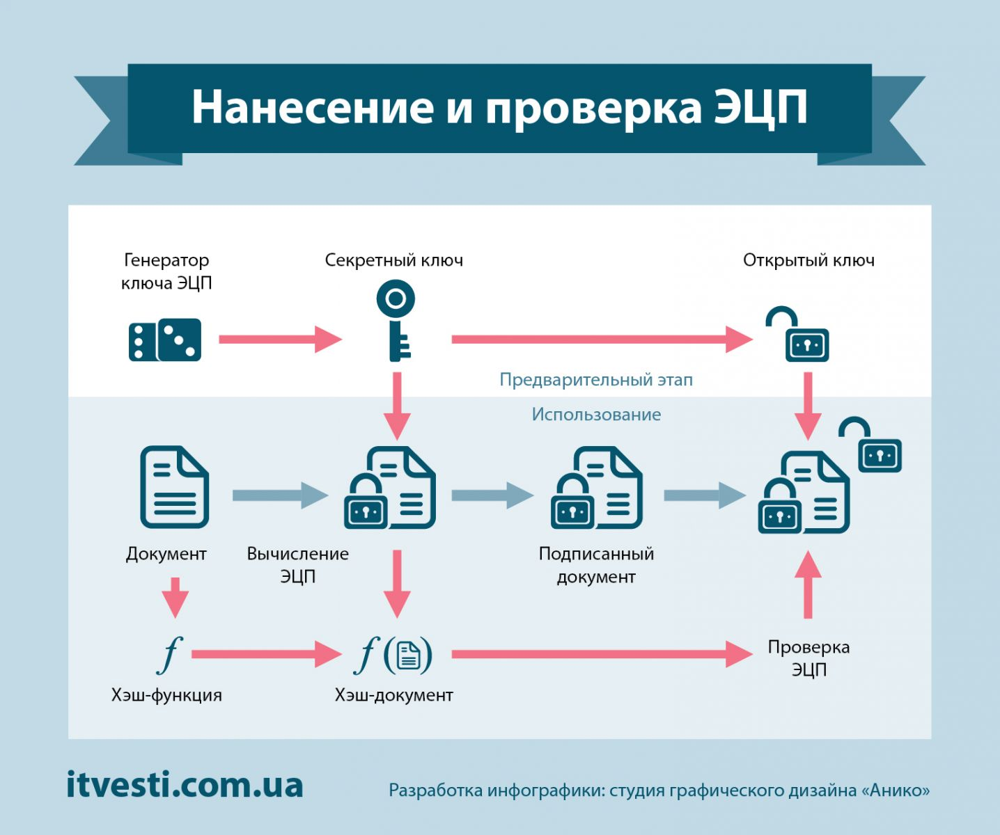 Нанесение и проверка ЭЦП
Генератор
ключа ЭЦП
Секретный ключ
Открытый ключ
Предварительный этап
Использование
Документ
Вычисление
ЭЦП
Подписанный
документ
f
f ( )
Проверка
ЭЦП
Хэш-функция
Хэш-документ
itvesti.com.ua
Разработка инфографики: студия графического дизайна «Анико»